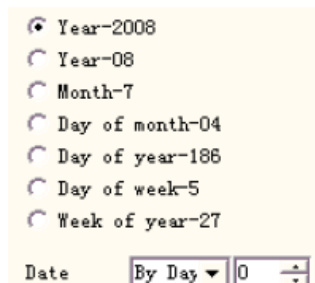 Year-2008
Year-08
Month-7
Day of month-04
Day of year-186
Day of week-5
Week of year-27
Date By Day 0